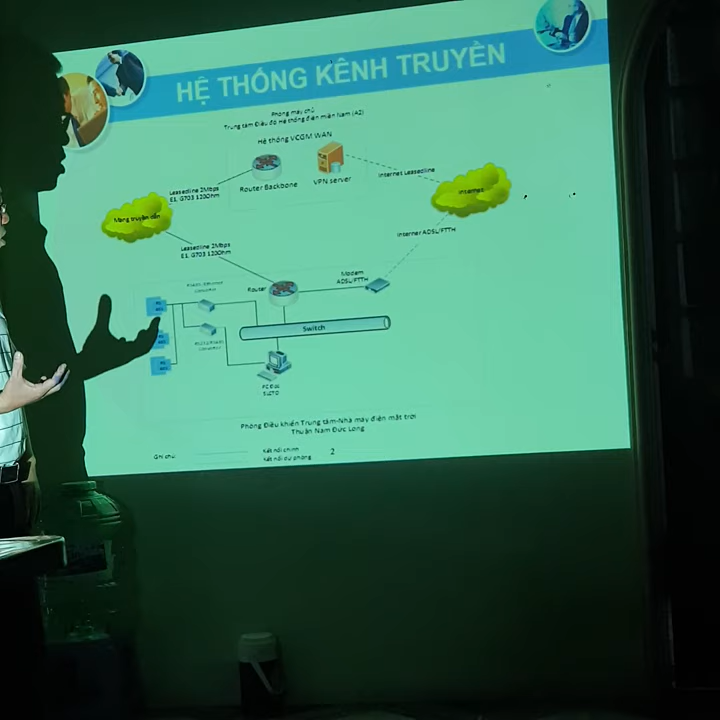 HỆ THỐNG KÊNH TRUYỀN
Phòng máy chủ
Trung tâm Điều độ Hệ thống điện miền Nam (A2)
Hệ thống VCGM WAN
Leasedline 2Mbps
E1, G703 120Ohm
Router Backbone
VPN server
Internet Leasedline
Mạng truyền dẫn
Internet
Leasedline 2Mbps
E1, G703 120Ohm
Internet ADSL/FTTH
Router
Modem
ADSL/FTTH
Switch
Phòng Điều khiển Trung tâm-Nhà máy điện mặt trời
Thuận Nam Đức Long
Ghi chú
Kết nối chính
Kết nối dự phòng
2